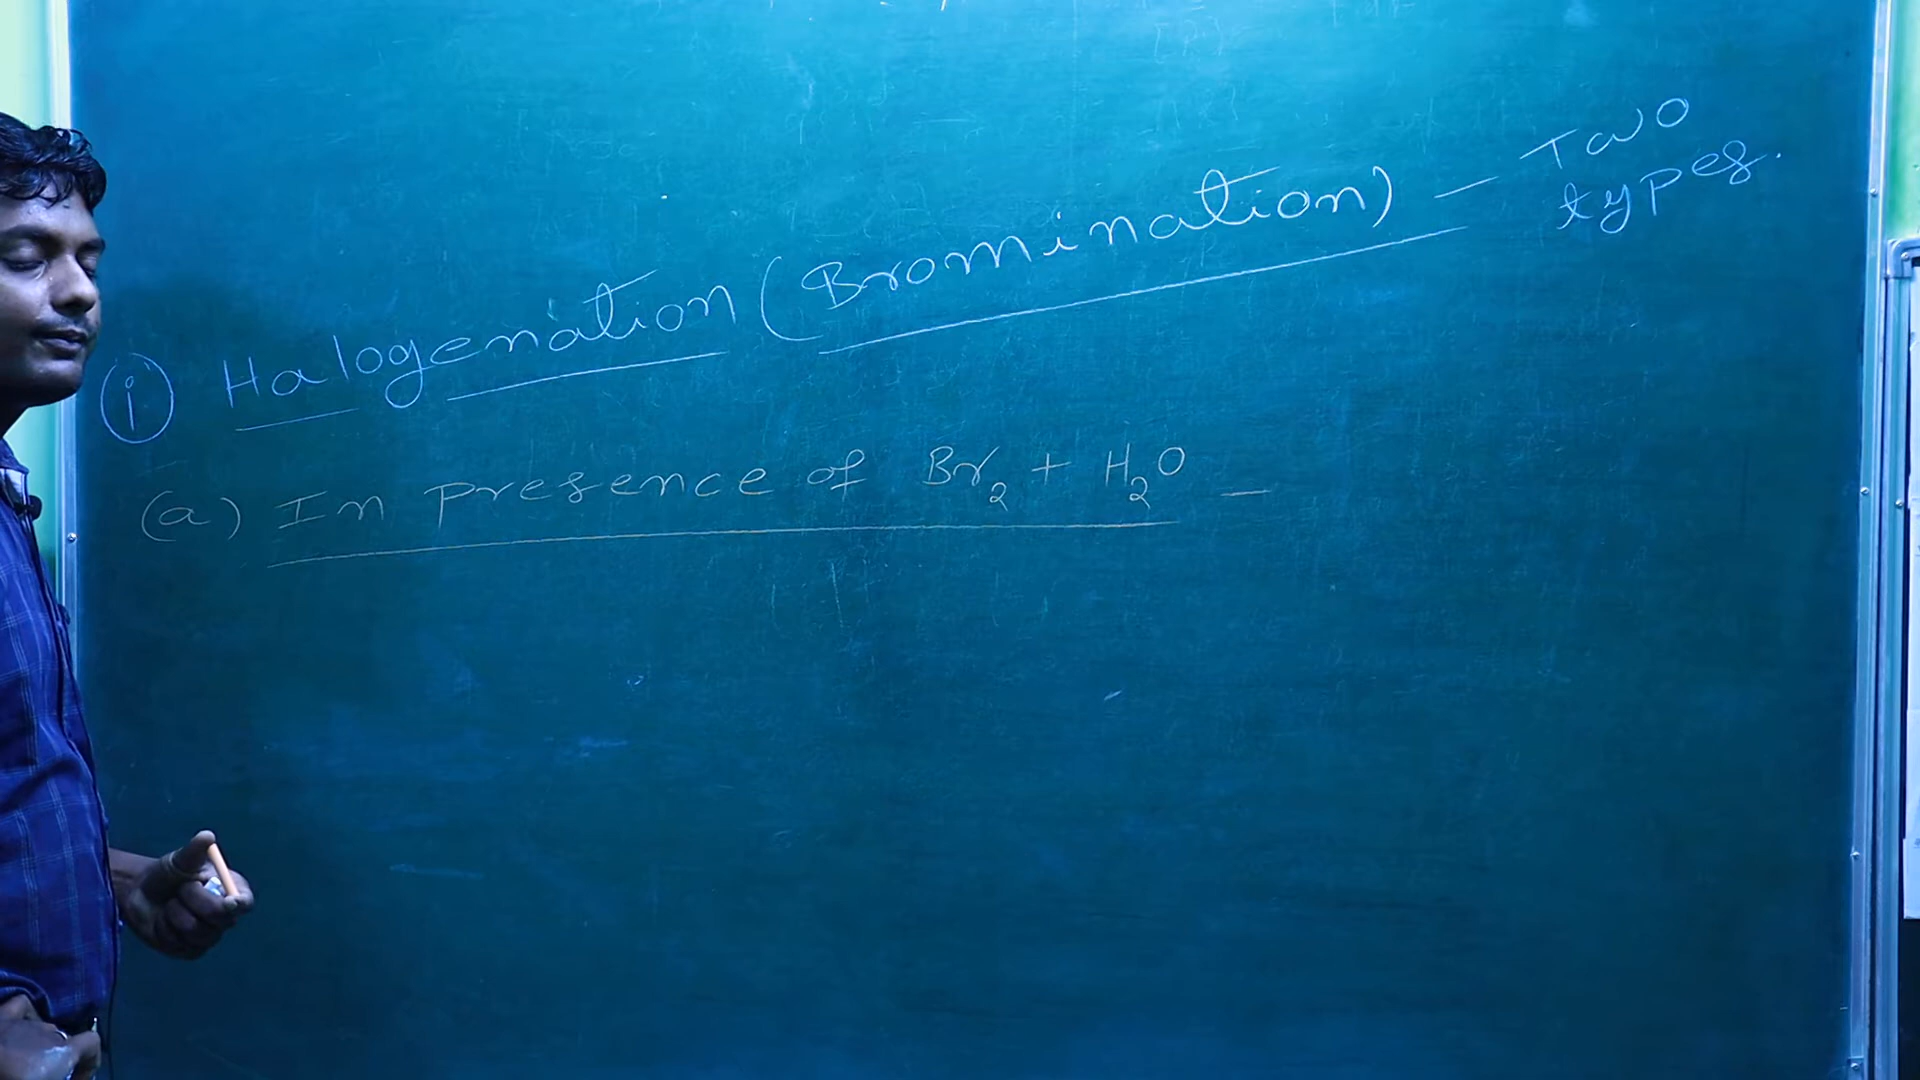 (i) Halogenation (Bromination) – Two
types.
(a) In presence of Br₂ + H₂O –